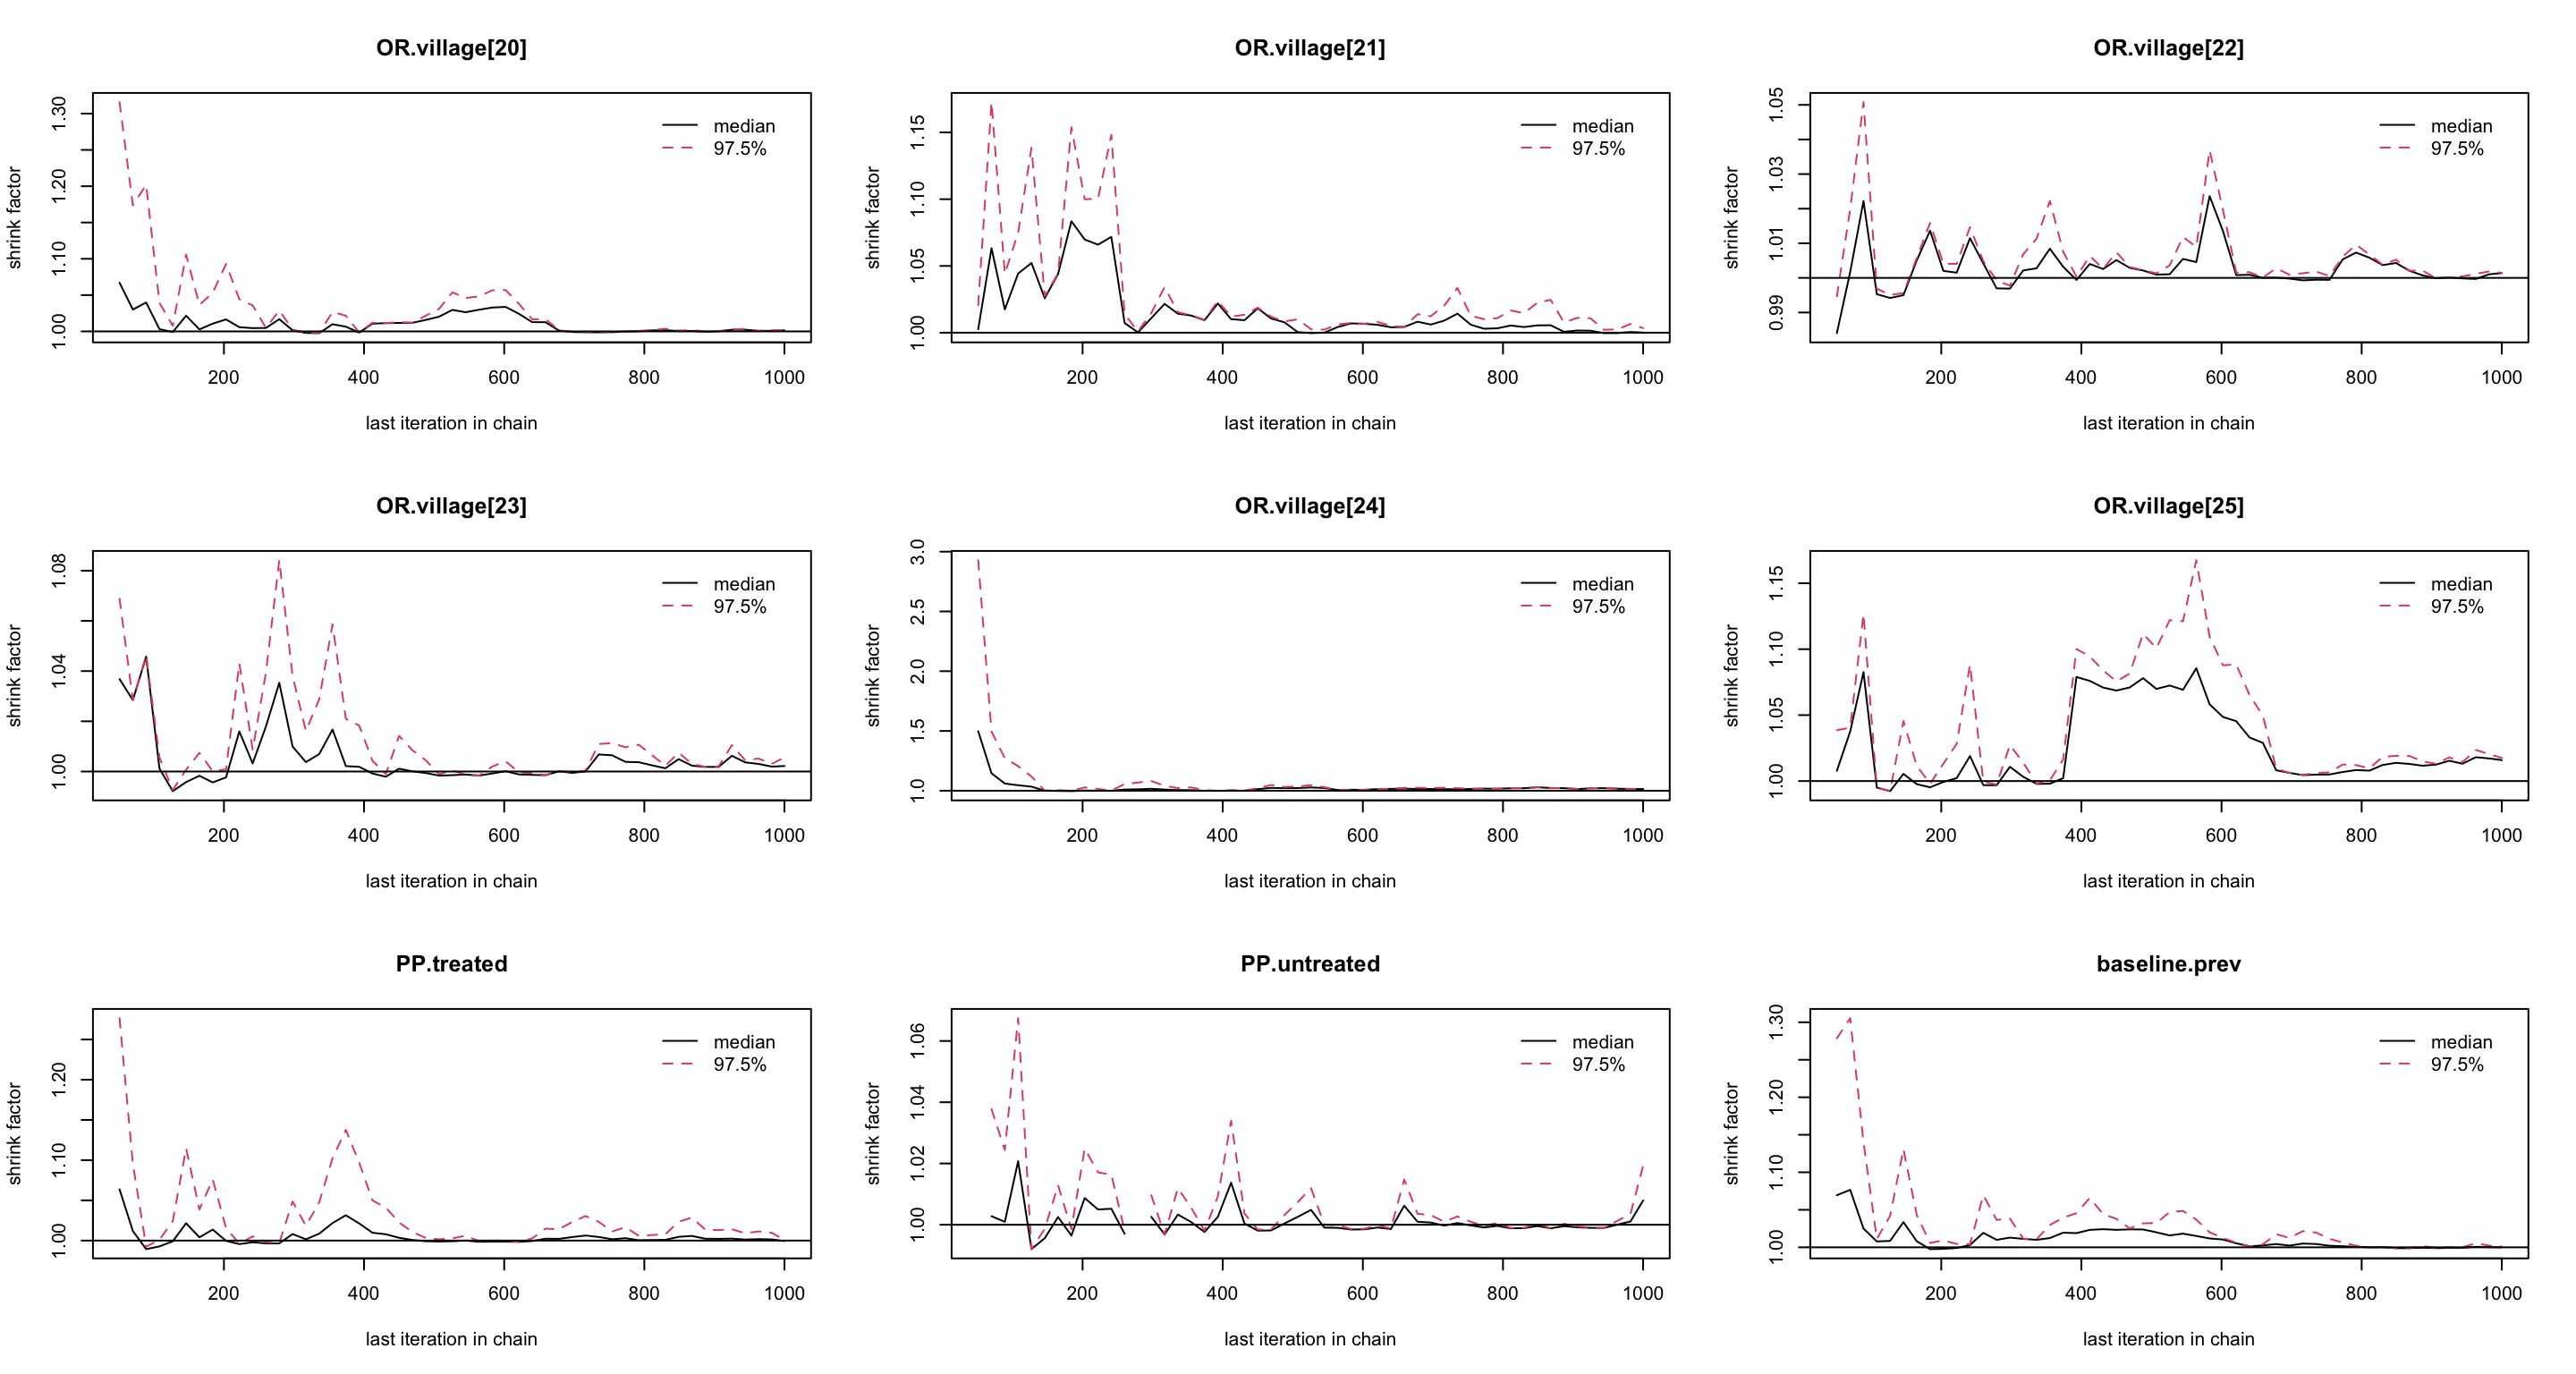 OR.village[20]
shrink factor
1.00 1.10 1.20 1.30
median
97.5%
200 400 600 800 1000
last iteration in chain
OR.village[21]
shrink factor
1.00 1.05 1.10 1.15
median
97.5%
200 400 600 800 1000
last iteration in chain
OR.village[22]
shrink factor
0.99 1.01 1.03 1.05
median
97.5%
200 400 600 800 1000
last iteration in chain
OR.village[23]
shrink factor
1.00 1.04 1.08
median
97.5%
200 400 600 800 1000
last iteration in chain
OR.village[24]
shrink factor
1.0 1.5 2.0 2.5 3.0
median
97.5%
200 400 600 800 1000
last iteration in chain
OR.village[25]
shrink factor
1.00 1.05 1.10 1.15
median
97.5%
200 400 600 800 1000
last iteration in chain
PP.treated
shrink factor
1.00 1.10 1.20
median
97.5%
200 400 600 800 1000
last iteration in chain
PP.untreated
shrink factor
1.00 1.02 1.04 1.06
median
97.5%
200 400 600 800 1000
last iteration in chain
baseline.prev
shrink factor
1.00 1.10 1.20 1.30
median
97.5%
200 400 600 800 1000
last iteration in chain